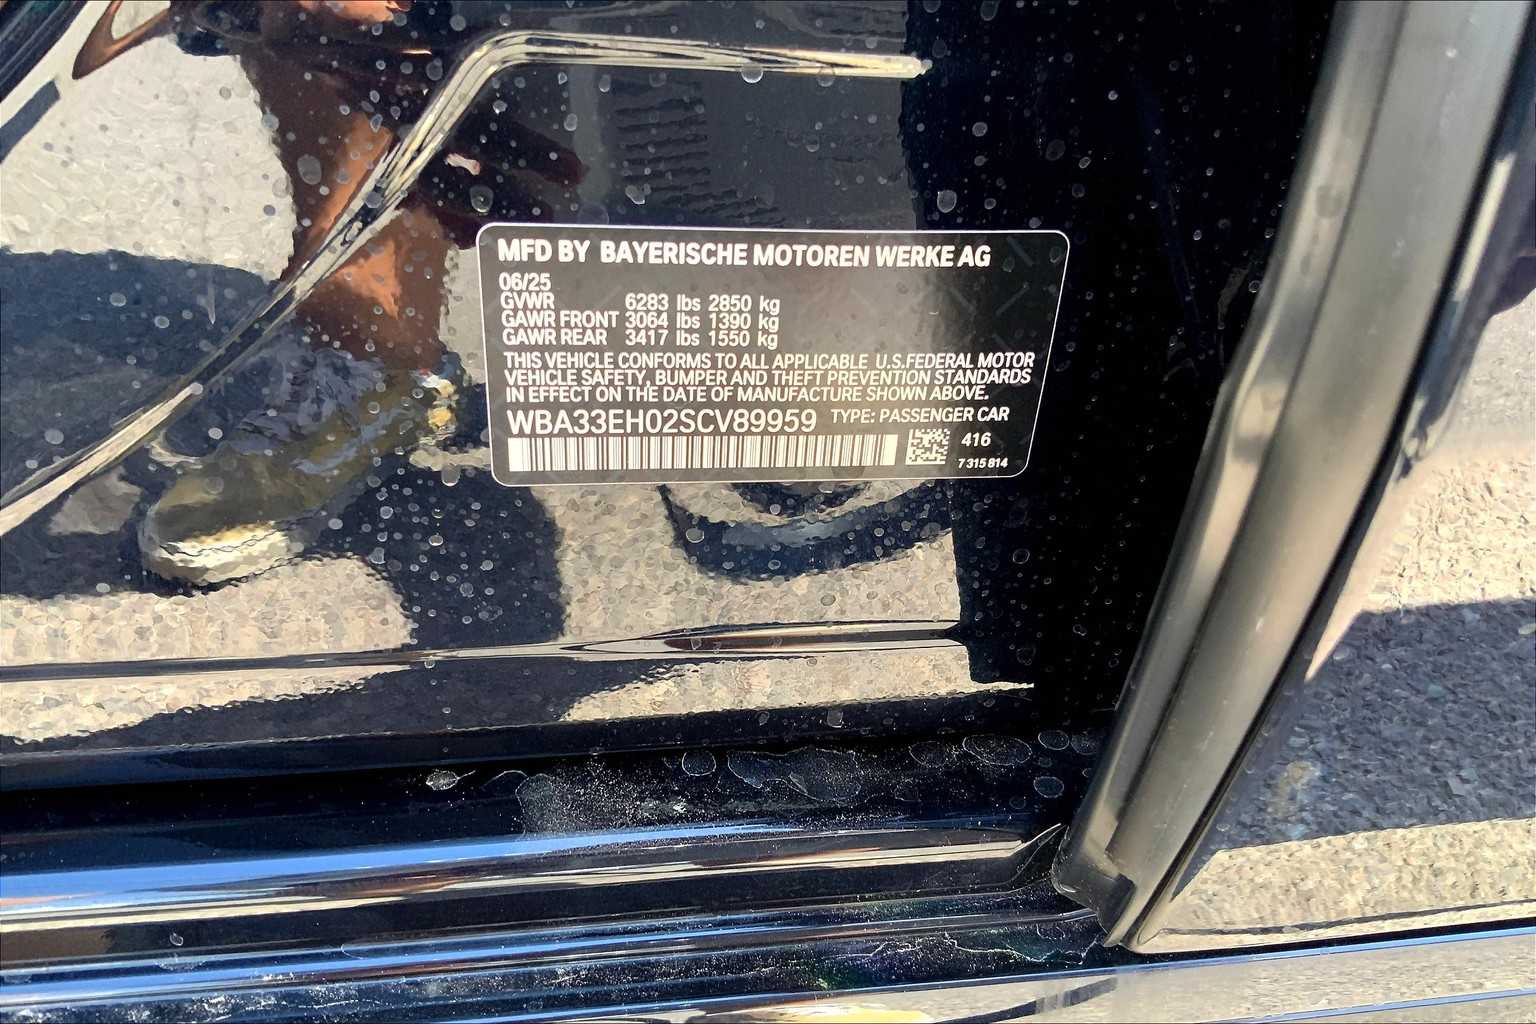 MFD BY BAYERISCHE MOTOREN WERKE AG
06/25
GVWR 6283 lbs 2850 kg
GAWR FRONT 3064 lbs 1390 kg
GAWR REAR 3417 lbs 1550 kg
THIS VEHICLE CONFORMS TO ALL APPLICABLE U.S.FEDERAL MOTOR
VEHICLE SAFETY, BUMPER AND THEFT PREVENTION STANDARDS
IN EFFECT ON THE DATE OF MANUFACTURE SHOWN ABOVE.
WBA33EH02SCV89959 TYPE: PASSENGER CAR
416
7 315 814